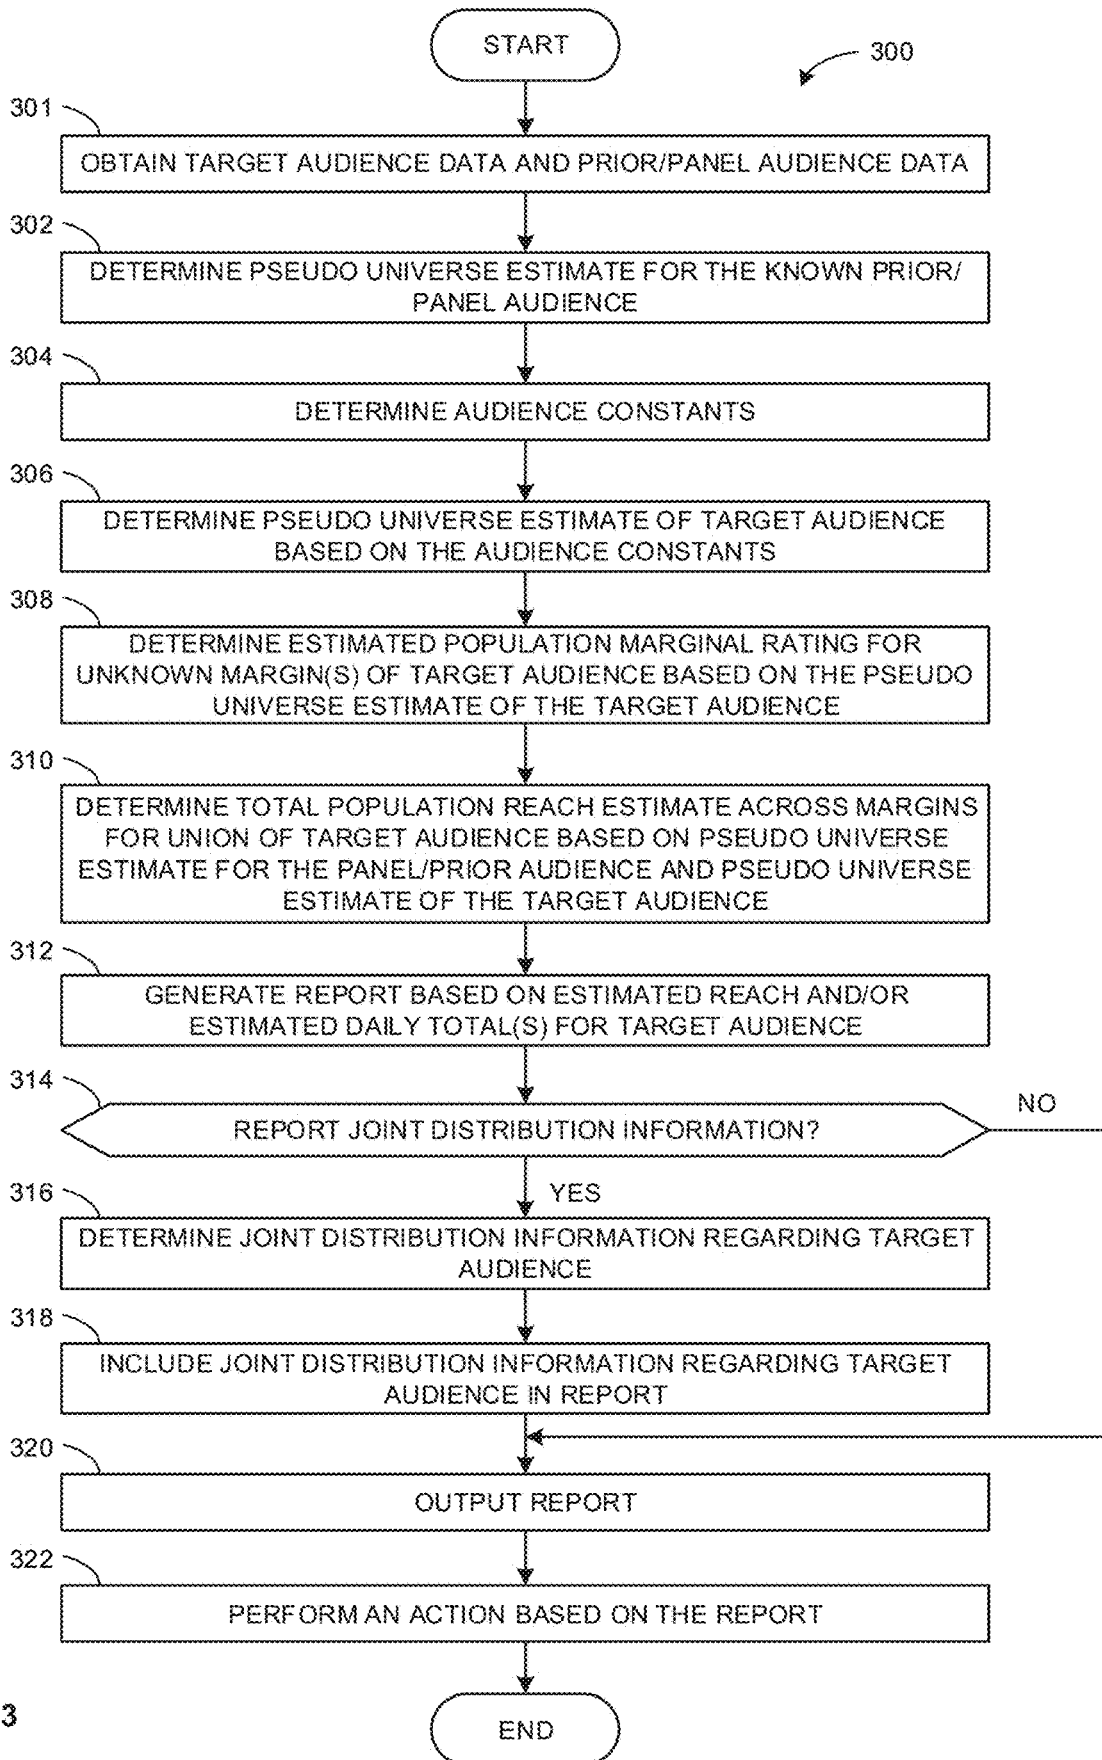 START
300
301
OBTAIN TARGET AUDIENCE DATA AND PRIOR/PANEL AUDIENCE DATA
302
DETERMINE PSEUDO UNIVERSE ESTIMATE FOR THE KNOWN PRIOR/
PANEL AUDIENCE
304
DETERMINE AUDIENCE CONSTANTS
306
DETERMINE PSEUDO UNIVERSE ESTIMATE OF TARGET AUDIENCE
BASED ON THE AUDIENCE CONSTANTS
308
DETERMINE ESTIMATED POPULATION MARGINAL RATING FOR
UNKNOWN MARGIN(S) OF TARGET AUDIENCE BASED ON THE PSEUDO
UNIVERSE ESTIMATE OF THE TARGET AUDIENCE
310
DETERMINE TOTAL POPULATION REACH ESTIMATE ACROSS MARGINS
FOR UNION OF TARGET AUDIENCE BASED ON PSEUDO UNIVERSE
ESTIMATE FOR THE PANEL/PRIOR AUDIENCE AND PSEUDO UNIVERSE
ESTIMATE OF THE TARGET AUDIENCE
312
GENERATE REPORT BASED ON ESTIMATED REACH AND/OR
ESTIMATED DAILY TOTAL(S) FOR TARGET AUDIENCE
314
REPORT JOINT DISTRIBUTION INFORMATION?
NO
YES
316
DETERMINE JOINT DISTRIBUTION INFORMATION REGARDING TARGET
AUDIENCE
318
INCLUDE JOINT DISTRIBUTION INFORMATION REGARDING TARGET
AUDIENCE IN REPORT
320
OUTPUT REPORT
322
PERFORM AN ACTION BASED ON THE REPORT
3
END